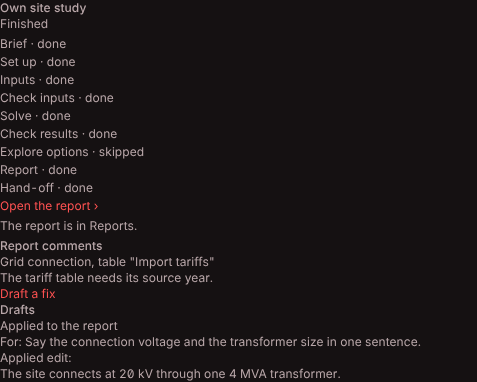 Own site study
Finished
Brief · done
Set up · done
Inputs · done
Check inputs · done
Solve · done
Check results · done
Explore options · skipped
Report · done
Hand-off · done
Open the report ›
The report is in Reports.
Report comments
Grid connection, table "Import tariffs"
The tariff table needs its source year.
Draft a fix
Drafts
Applied to the report
For: Say the connection voltage and the transformer size in one sentence.
Applied edit:
The site connects at 20 kV through one 4 MVA transformer.